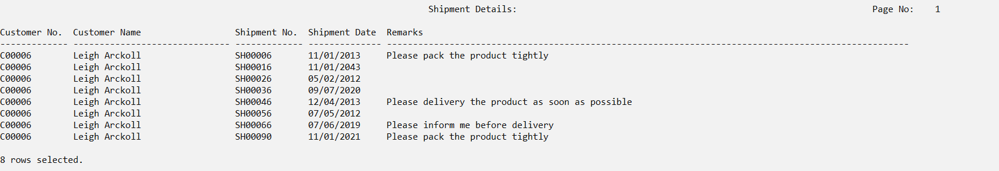 Shipment Details: Page No: 1
Customer No. Customer Name Shipment No. Shipment Date Remarks
------------- ------------------------------ ------------- -------------- ----------------------------------------------------------------------------------------------------
C00006 Leigh Arckoll SH00006 11/01/2013 Please pack the product tightly
C00006 Leigh Arckoll SH00016 11/01/2043
C00006 Leigh Arckoll SH00026 05/02/2012
C00006 Leigh Arckoll SH00036 09/07/2020
C00006 Leigh Arckoll SH00046 12/04/2013 Please delivery the product as soon as possible
C00006 Leigh Arckoll SH00056 07/05/2012
C00006 Leigh Arckoll SH00066 07/06/2019 Please inform me before delivery
C00006 Leigh Arckoll SH00090 11/01/2021 Please pack the product tightly
8 rows selected.